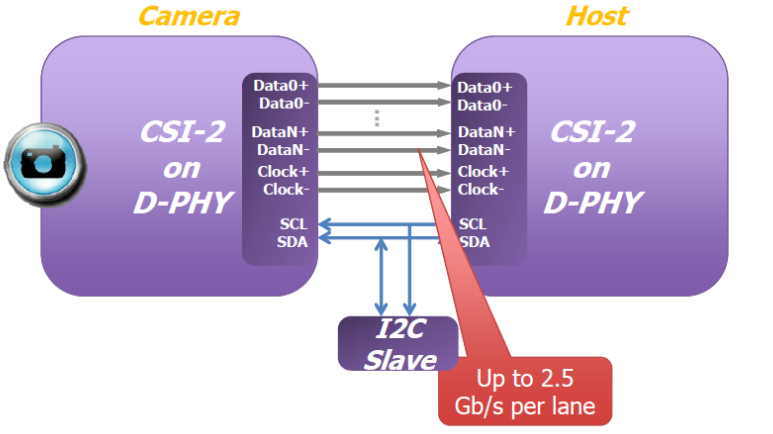 Camera
Host
CSI-2
on
D-PHY
Data0+
Data0-
DataN+
DataN-
Clock+
Clock-
SCL
SDA
Data0+
Data0-
DataN+
DataN-
Clock+
Clock-
SCL
SDA
CSI-2
on
D-PHY
I2C
Slave
Up to 2.5
Gb/s per lane